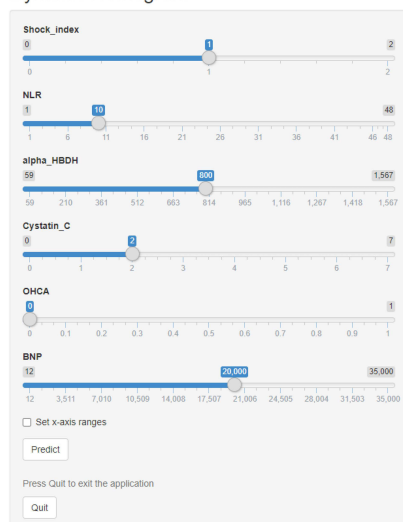 Shock_index
0 1 2
0 1 2
NLR
1 10 48
1 6 11 16 21 26 31 36 41 46 48
alpha_HBDH
59 800 1,567
59 210 361 512 663 814 965 1,116 1,267 1,418 1,567
Cystatin_C
0 2 7
0 1 2 3 4 5 6 7
OHCA
0 1
0 0.1 0.2 0.3 0.4 0.5 0.6 0.7 0.8 0.9 1
BNP
12 20,000 35,000
12 3,511 7,010 10,509 14,008 17,507 21,006 24,505 28,004 31,503 35,000
Set x-axis ranges
Predict
Press Quit to exit the application
Quit